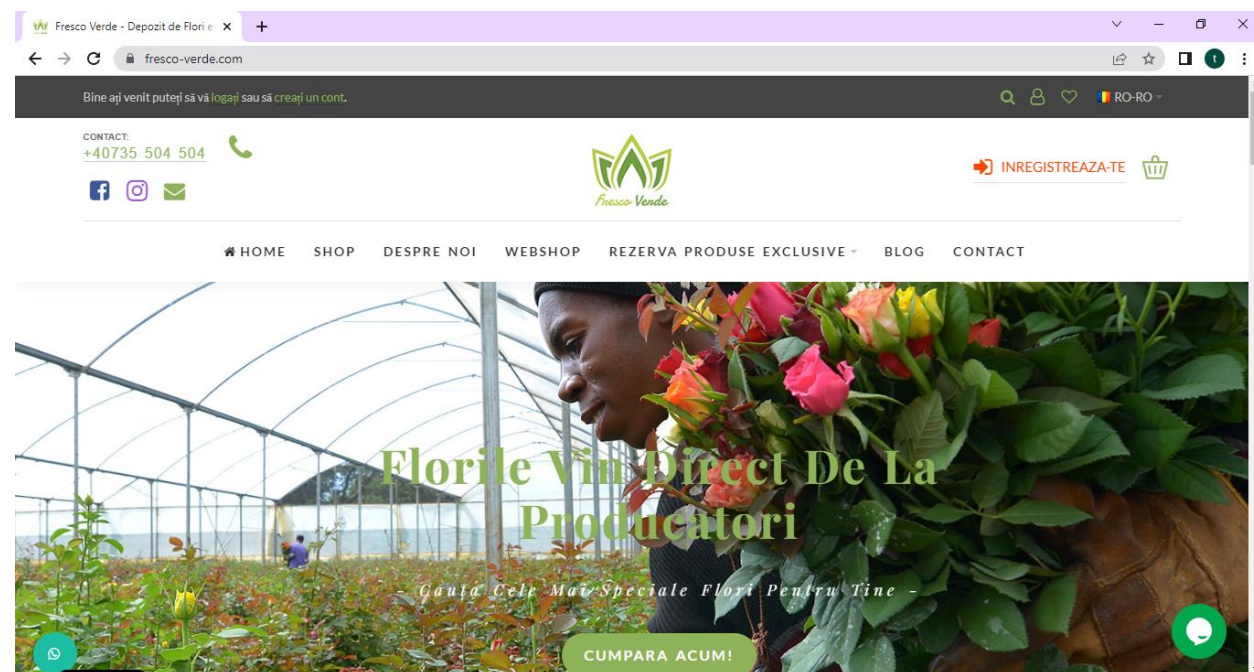 Fresco Verde - Depozit de Flori e
fresco-verde.com
Bine ați venit puteți să vă logați sau să creați un cont.
RO-RO
CONTACT:
+40735 504 504
Fresco Verde
INREGISTREAZA-TE
HOME SHOP DESPRE NOI WEBSHOP REZERVA PRODUSE EXCLUSIVE BLOG CONTACT
Florile Vin Direct De La
Producatori
- Cauta Cele Mai Speciale Flori Pentru Tine -
CUMPARA ACUM!